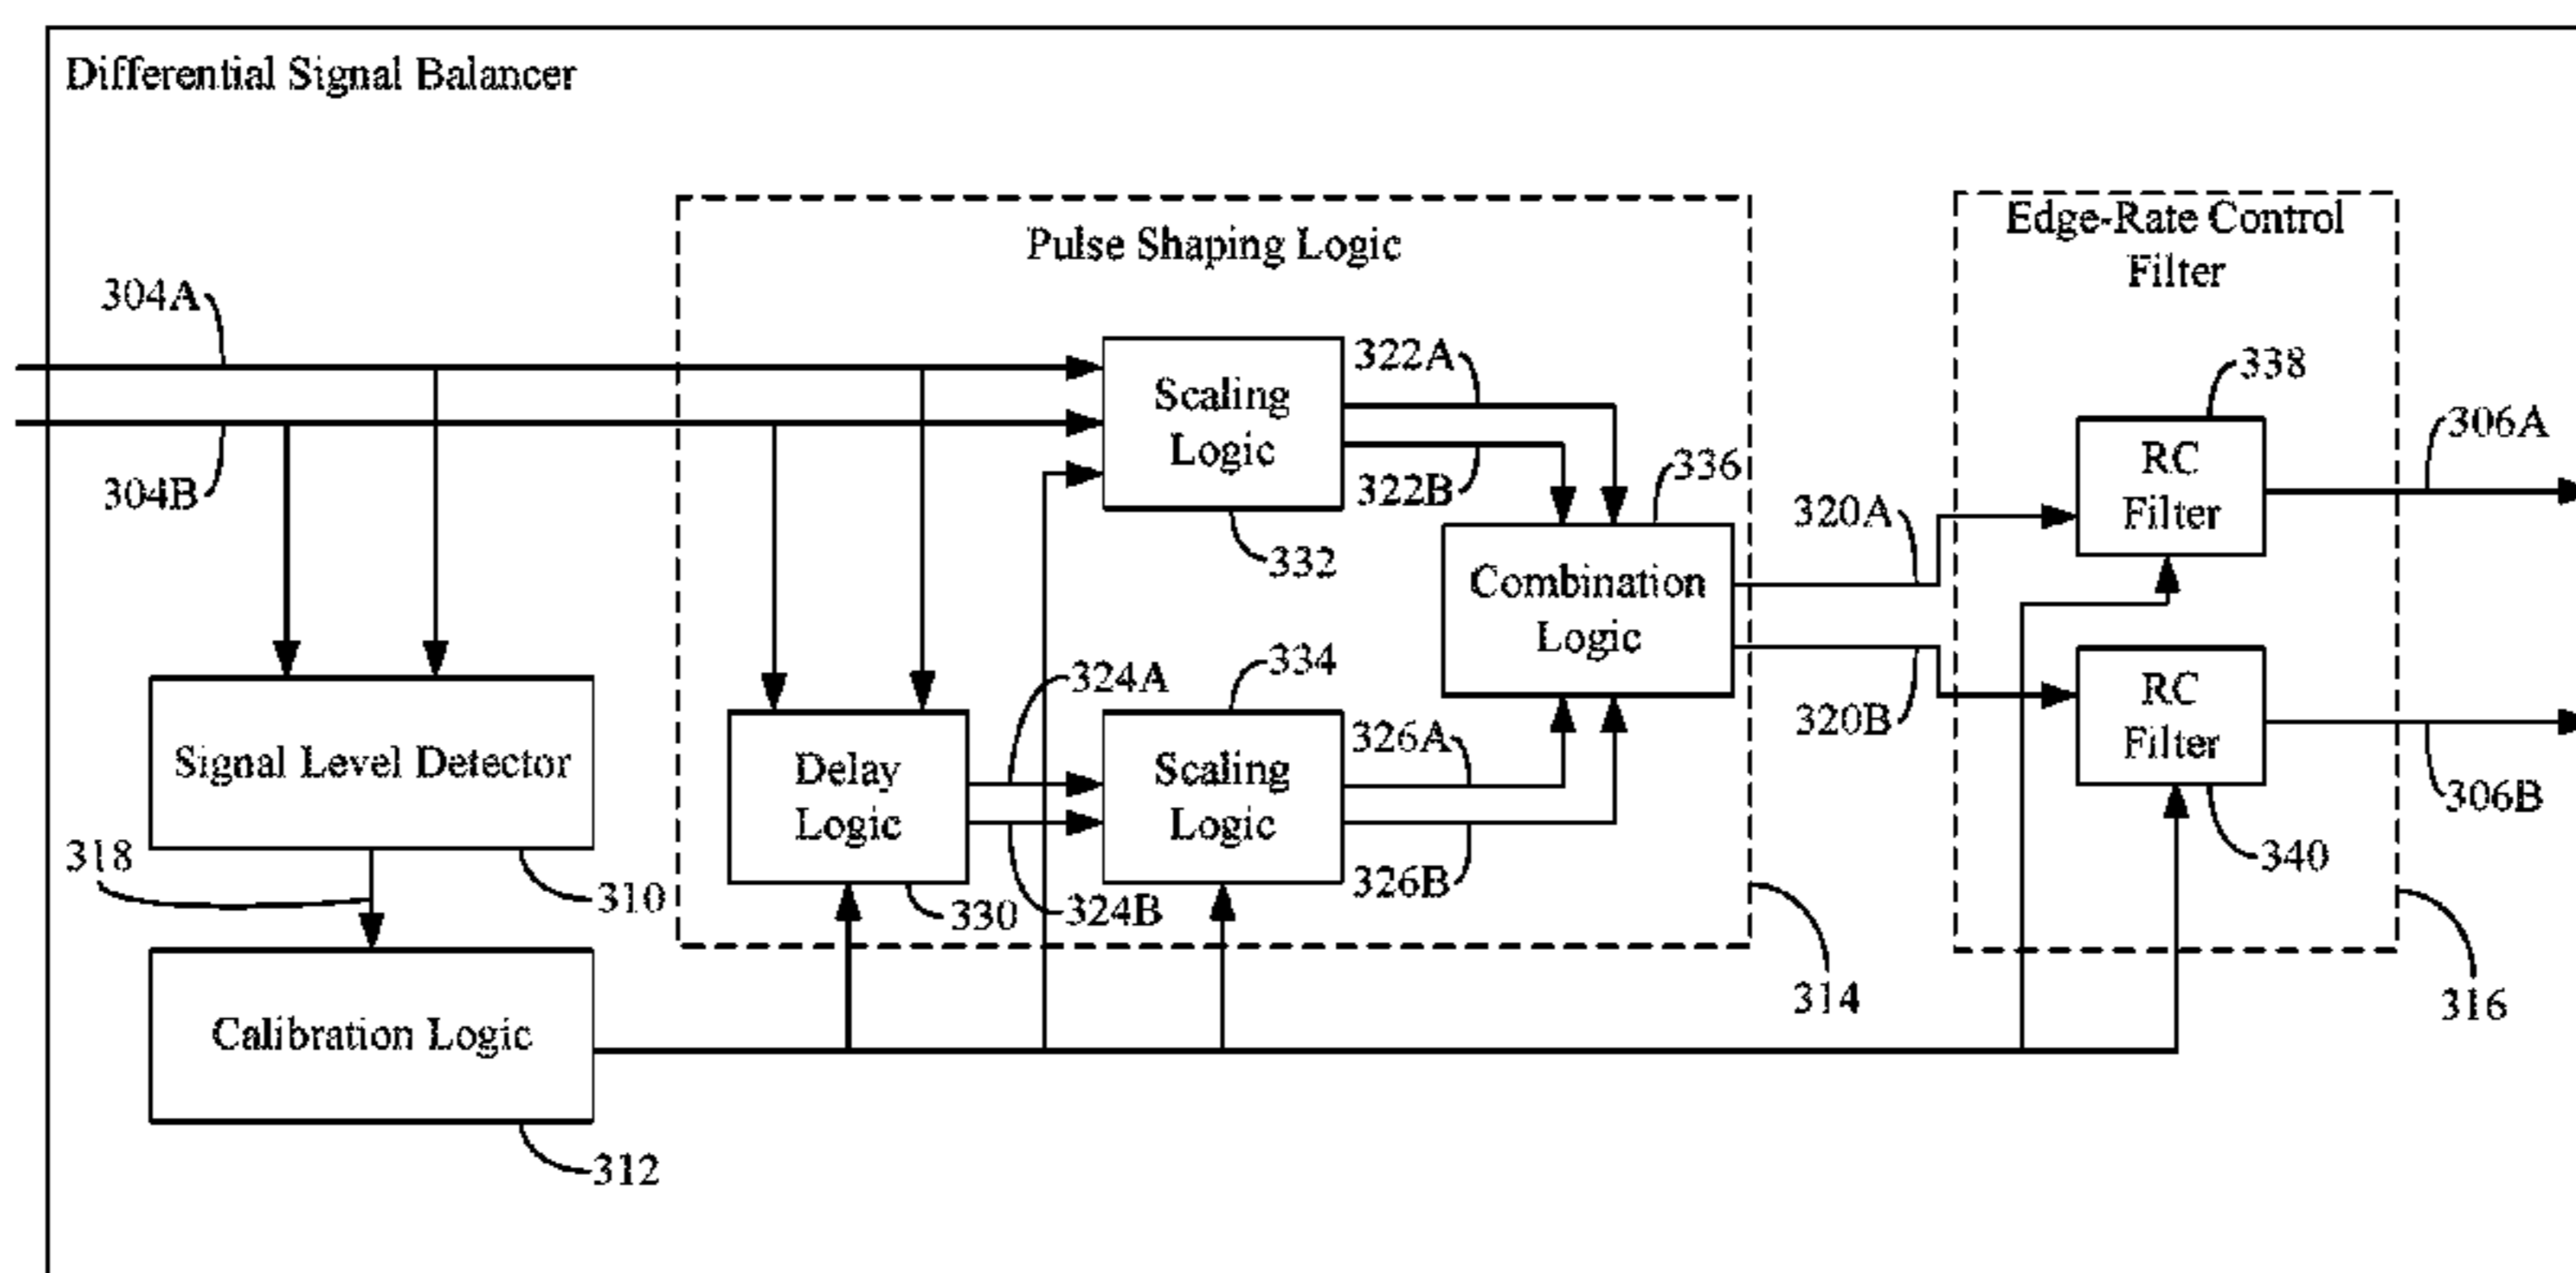 Differential Signal Balancer
Pulse Shaping Logic
Edge-Rate Control
Filter
304A
304B
Scaling
Logic
332
322A
322B
336
Combination
Logic
320A
320B
338
RC
Filter
306A
RC
Filter
306B
340
Signal Level Detector
318
310
Delay
Logic
330
324A
324B
334
Scaling
Logic
326A
326B
314
316
Calibration Logic
312